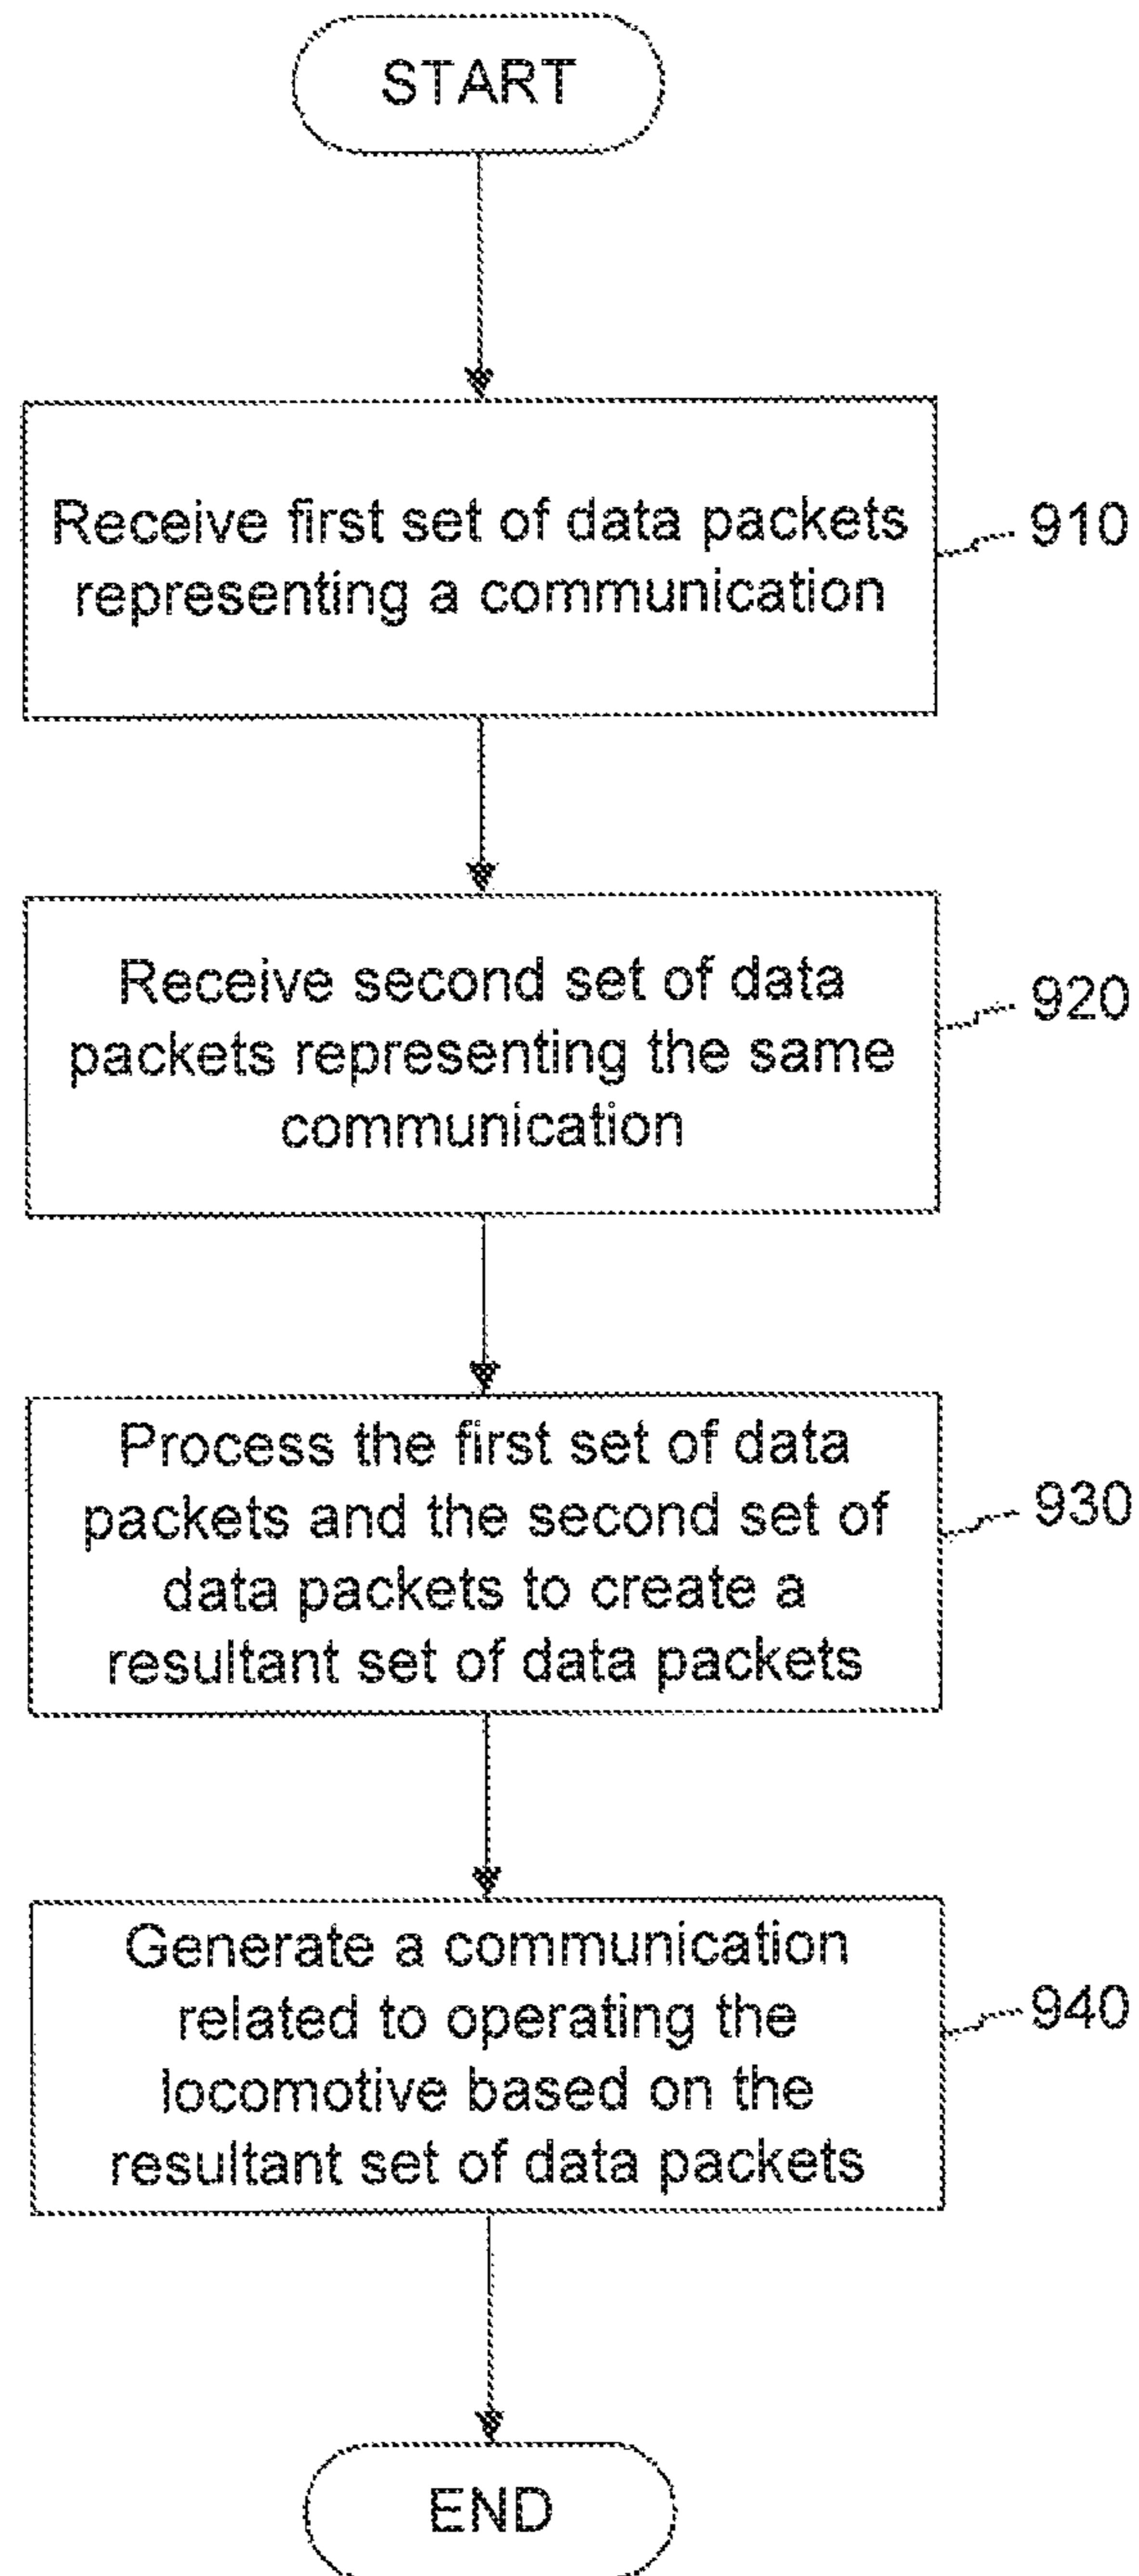 START
Receive first set of data packets
representing a communication
910
Receive second set of data
packets representing the same
communication
920
Process the first set of data
packets and the second set of
data packets to create a
resultant set of data packets
930
Generate a communication
related to operating the
locomotive based on the
resultant set of data packets
940
END